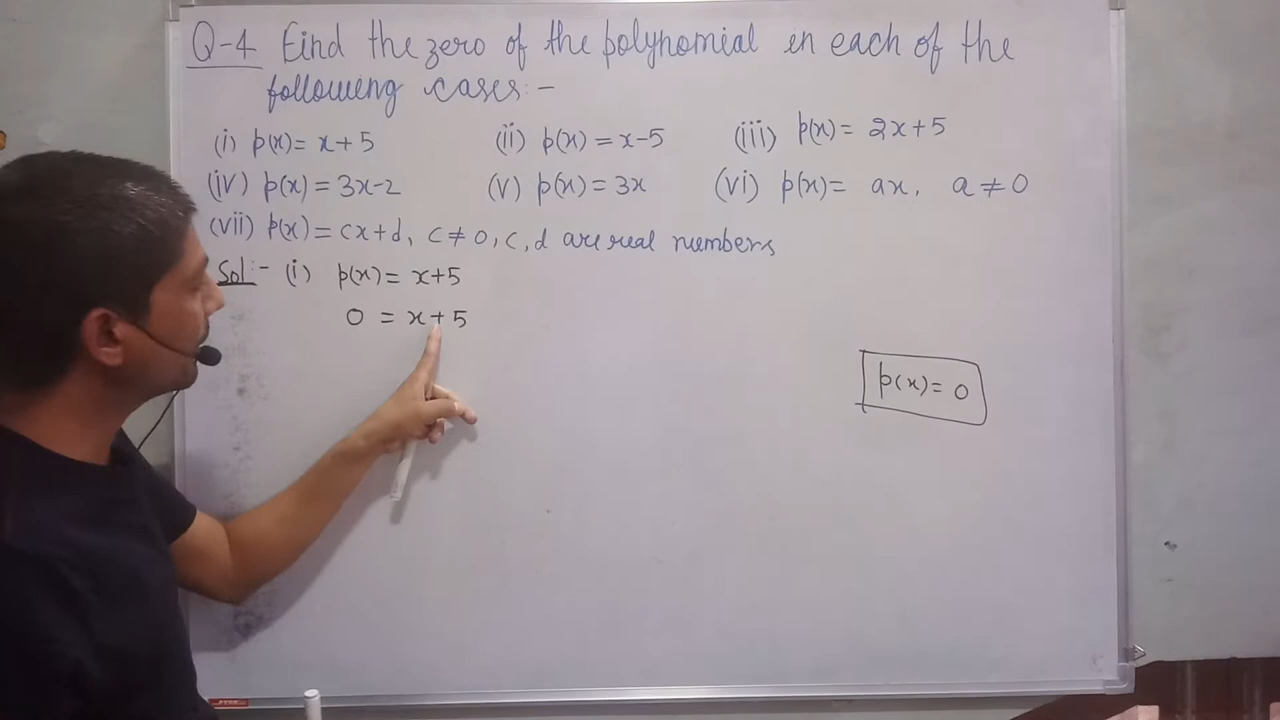 Q-4 Find the zero of the polynomial in each of the
following cases:-
(i) p(x)= x+5 (ii) p(x) = x-5 (iii) p(x)= 2x+5
(iv) p(x) = 3x-2 (v) p(x) = 3x (vi) p(x)= ax, a ≠ 0
(vii) p(x) = cx+d, c ≠ 0, c, d are real numbers
Sol:- (i) p(x)= x+5
0 = x+5
p(x)= 0